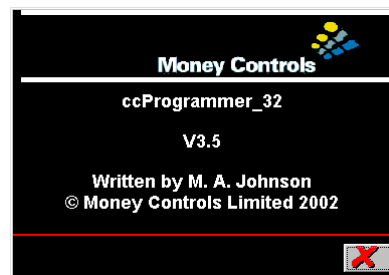 Money Controls
ccProgrammer_32
V3.5
Written by M. A. Johnson
© Money Controls Limited 2002